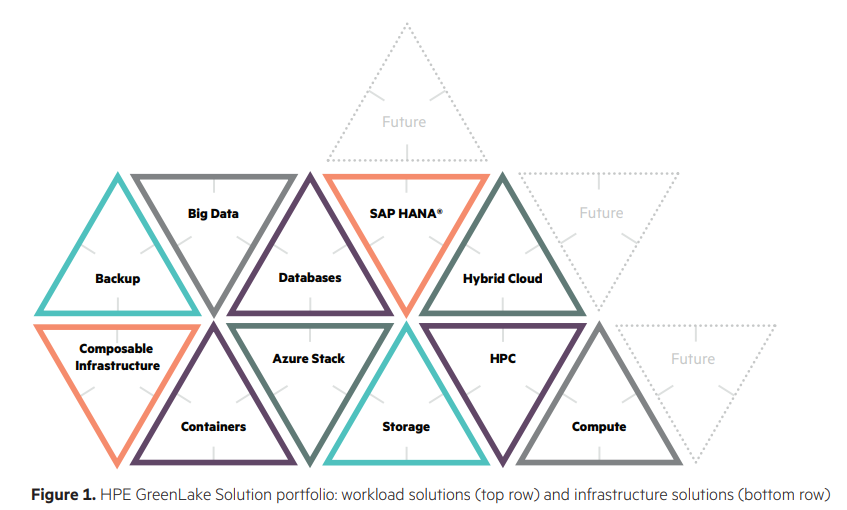 Future
Big Data
SAP HANA®
Future
Backup
Databases
Hybrid Cloud
Composable
Infrastructure
Azure Stack
HPC
Future
Containers
Storage
Compute
Figure 1. HPE GreenLake Solution portfolio: workload solutions (top row) and infrastructure solutions (bottom row)